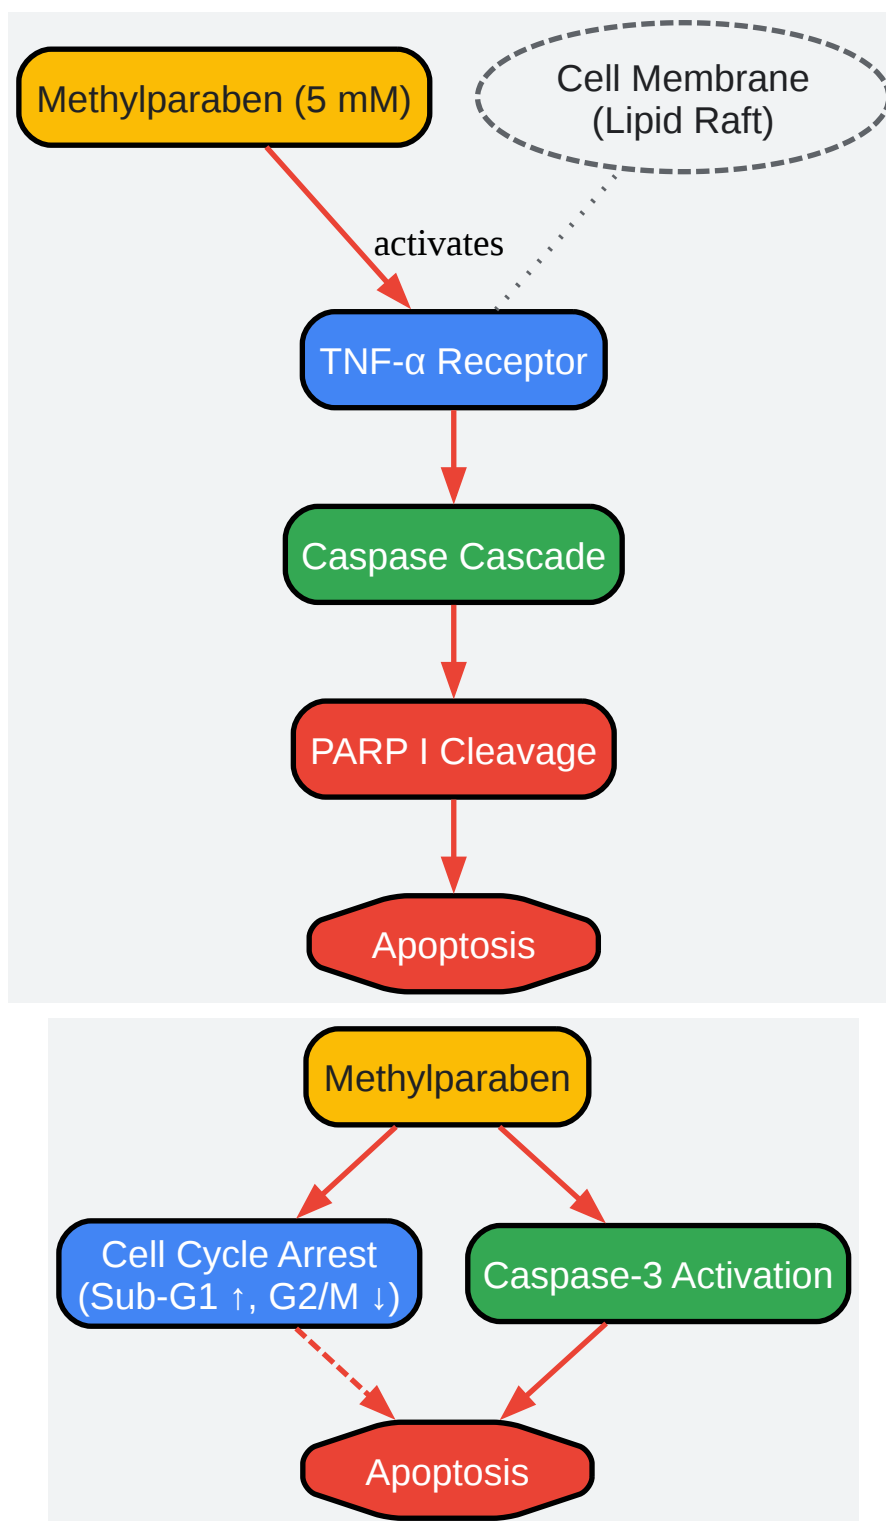 Methylparaben (5 mM)
Cell Membrane
(Lipid Raft)
activates
TNF-α Receptor
Caspase Cascade
PARP I Cleavage
Apoptosis
Methylparaben
Cell Cycle Arrest
(Sub-G1 ↑, G2/M ↓)
Caspase-3 Activation
Apoptosis